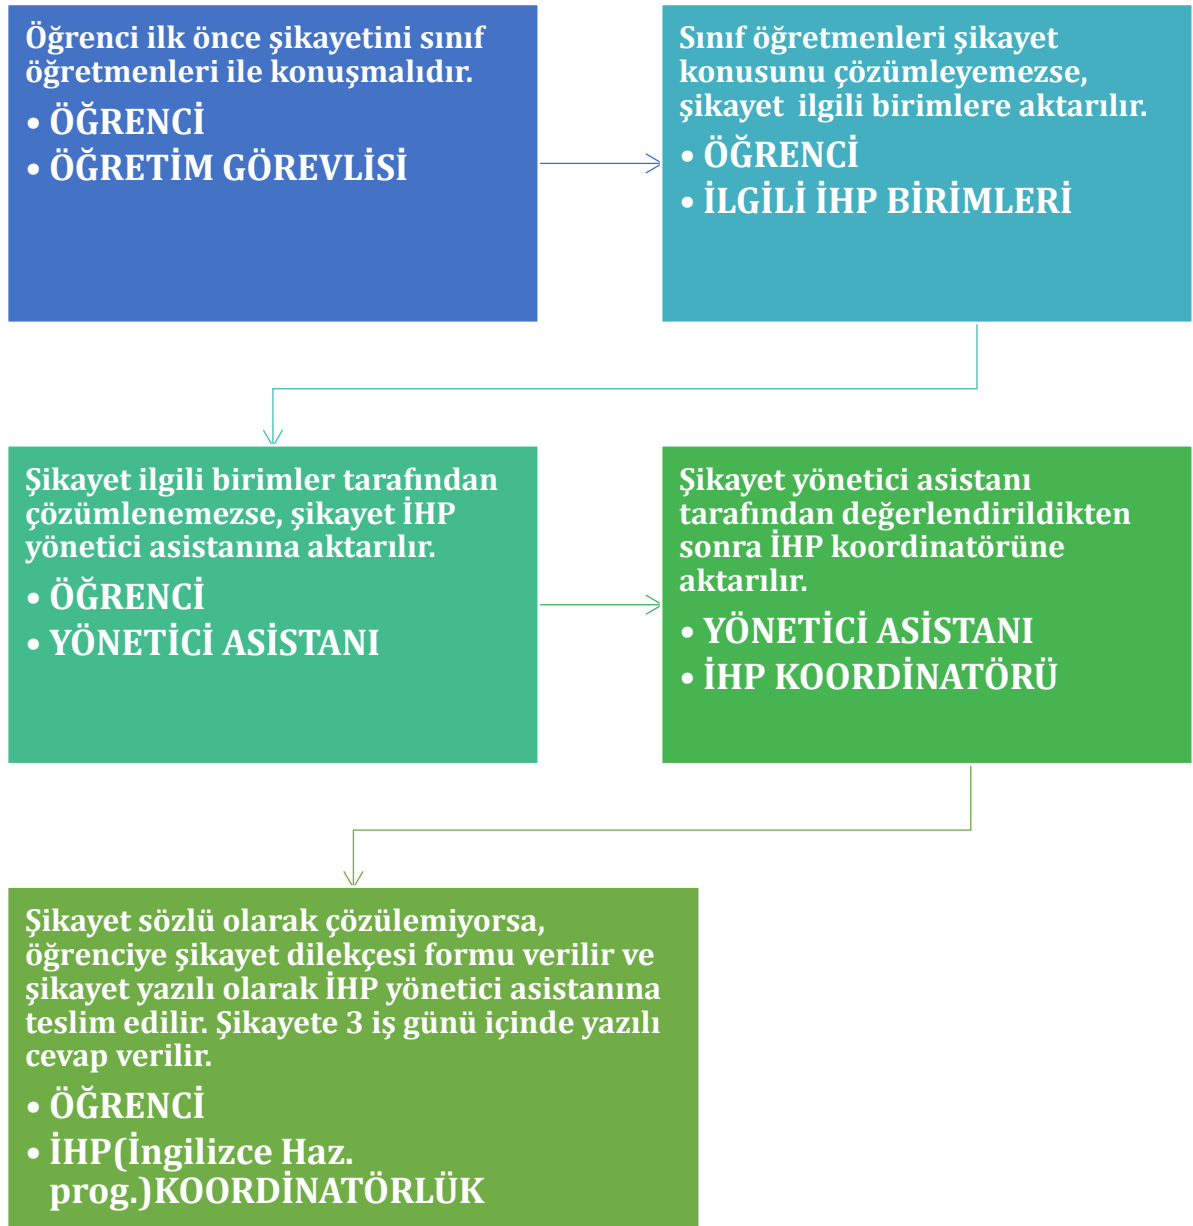 Öğrenci ilk önce şikayetini sınıf
öğretmenleri ile konuşmalıdır.
• ÖĞRENCİ
• ÖĞRETİM GÖREVLİSİ
Sınıf öğretmenleri şikayet
konusunu çözümleyemezse,
şikayet ilgili birimlere aktarılır.
• ÖĞRENCİ
• İLGİLİ İHP BİRİMLERİ
Şikayet ilgili birimler tarafından
çözümlenemezse, şikayet İHP
yönetici asistanına aktarılır.
• ÖĞRENCİ
• YÖNETİCİ ASİSTANI
Şikayet yönetici asistanı
tarafından değerlendirildikten
sonra İHP koordinatörüne
aktarılır.
• YÖNETİCİ ASİSTANI
• İHP KOORDİNATÖRÜ
Şikayet sözlü olarak çözülemiyorsa,
öğrenciye şikayet dilekçesi formu verilir ve
şikayet yazılı olarak İHP yönetici asistanına
teslim edilir. Şikayete 3 iş günü içinde yazılı
cevap verilir.
• ÖĞRENCİ
• İHP(İngilizce Haz.
prog.)KOORDİNATÖRLÜK